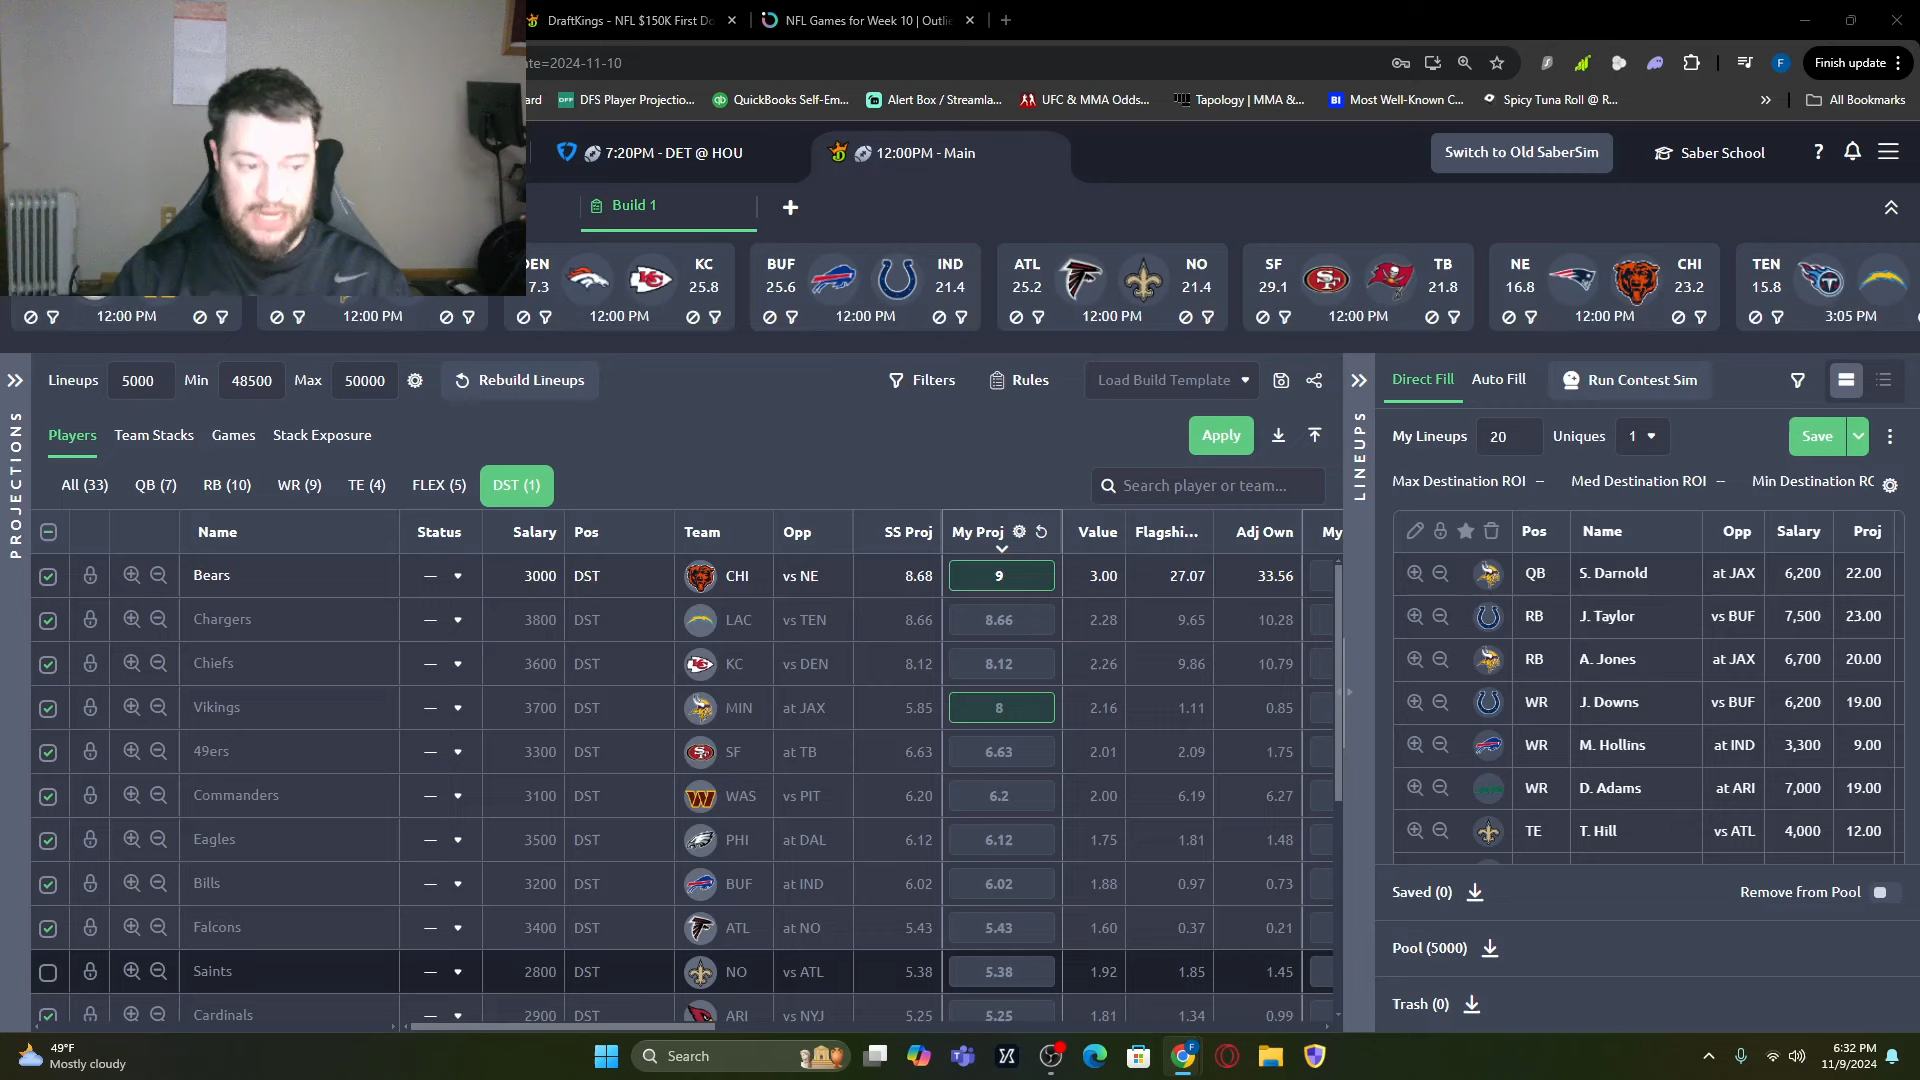 DraftKings - NFL $150K First Do
NFL Games for Week 10 | Outlie
te=2024-11-10
Finish update
ard
DFS Player Projectio...
QuickBooks Self-Em...
Alert Box / Streamla...
UFC & MMA Odds...
Tapology | MMA &...
Most Well-Known C...
Spicy Tuna Roll @ R...
All Bookmarks
7:20PM - DET @ HOU
12:00PM - Main
Switch to Old SaberSim
Saber School
Build 1
DEN
7.3
KC
25.8
BUF
25.6
IND
21.4
ATL
25.2
NO
21.4
SF
29.1
TB
21.8
NE
16.8
CHI
23.2
TEN
15.8
12:00 PM
12:00 PM
12:00 PM
12:00 PM
12:00 PM
12:00 PM
12:00 PM
3:05 PM
Lineups
5000
Min
48500
Max
50000
Rebuild Lineups
Filters
Rules
Load Build Template
Direct Fill
Auto Fill
Run Contest Sim
PROJECTIONS
LINEUPS
Players
Team Stacks
Games
Stack Exposure
Apply
My Lineups
20
Uniques
1
Save
All (33)
QB (7)
RB (10)
WR (9)
TE (4)
FLEX (5)
DST (1)
Search player or team...
Max Destination ROI –
Med Destination ROI –
Min Destination RO
Name Status Salary Pos Team Opp SS Proj My Proj Value Flagshi... Adj Own My
Bears — 3000 DST CHI vs NE 8.68 9 3.00 27.07 33.56
Chargers — 3800 DST LAC vs TEN 8.66 8.66 2.28 9.65 10.28
Chiefs — 3600 DST KC vs DEN 8.12 8.12 2.26 9.86 10.79
Vikings — 3700 DST MIN at JAX 5.85 8 2.16 1.11 0.85
49ers — 3300 DST SF at TB 6.63 6.63 2.01 2.09 1.75
Commanders — 3100 DST WAS vs PIT 6.20 6.2 2.00 6.19 6.27
Eagles — 3500 DST PHI at DAL 6.12 6.12 1.75 1.81 1.48
Bills — 3200 DST BUF at IND 6.02 6.02 1.88 0.97 0.73
Falcons — 3400 DST ATL at NO 5.43 5.43 1.60 0.37 0.21
Saints — 2800 DST NO vs ATL 5.38 5.38 1.92 1.85 1.45
Cardinals — 2900 DST ARI vs NYJ 5.25 5.25 1.81 1.34 0.99
Pos Name Opp Salary Proj
QB S. Darnold at JAX 6,200 22.00
RB J. Taylor vs BUF 7,500 23.00
RB A. Jones at JAX 6,700 20.00
WR J. Downs vs BUF 6,200 19.00
WR M. Hollins at IND 3,300 9.00
WR D. Adams at ARI 7,000 19.00
TE T. Hill vs ATL 4,000 12.00
Saved (0)
Remove from Pool
Pool (5000)
Trash (0)
49°F
Mostly cloudy
Search
6:32 PM
11/9/2024